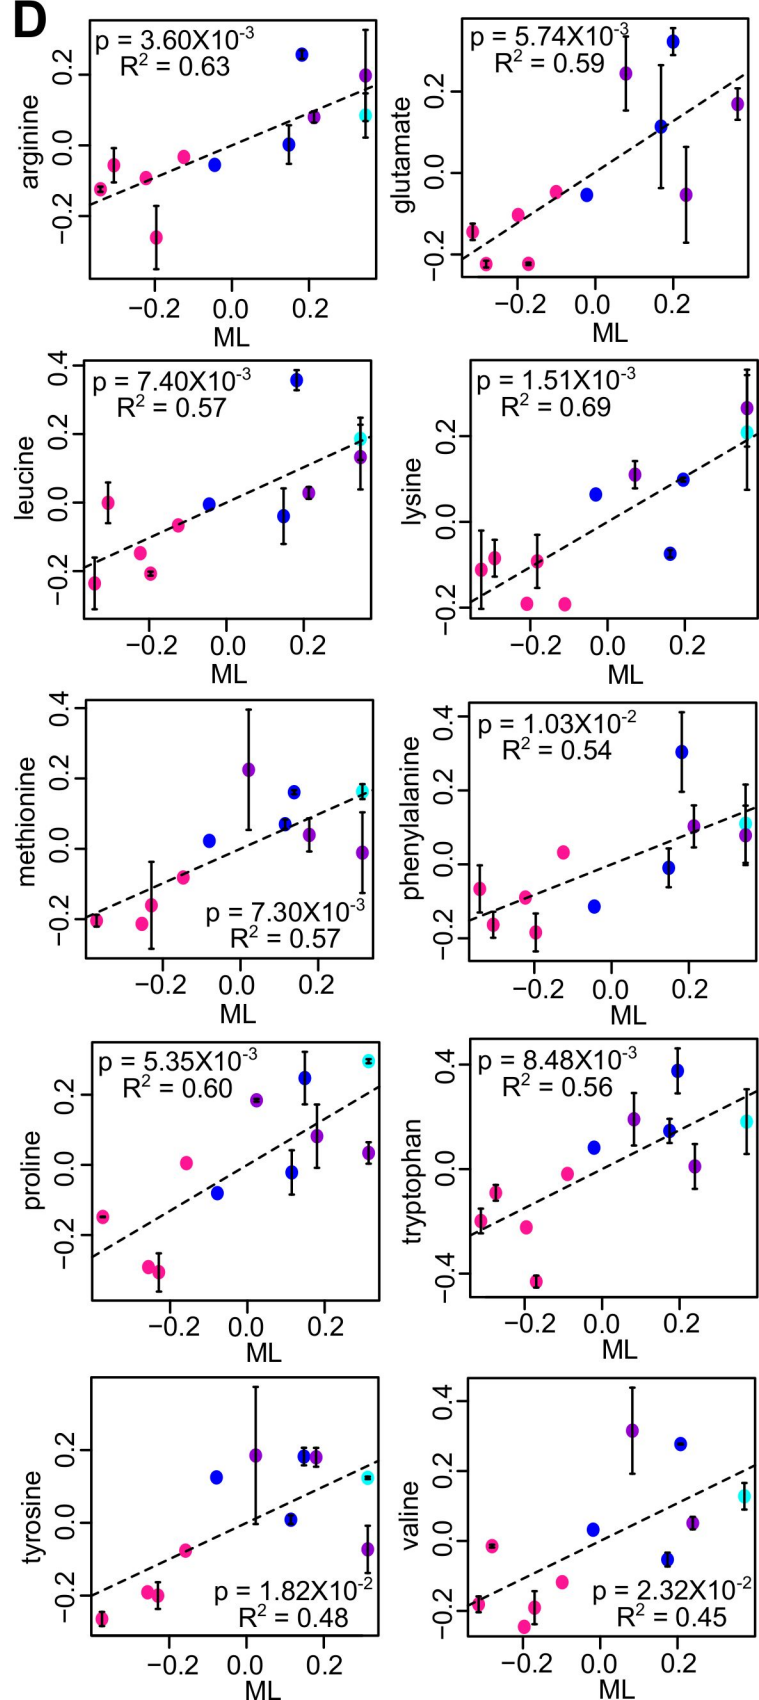 D
p = 3.60X10-3
R2 = 0.63
arginine
0.2
0.0
−0.2
−0.2 0.0 0.2
ML
p = 5.74X10-3
R2 = 0.59
glutamate
0.2
0.0
−0.2
−0.2 0.0 0.2
ML
p = 7.40X10-3
R2 = 0.57
leucine
0.4
0.2
0.0
−0.2
−0.2 0.0 0.2
ML
p = 1.51X10-3
R2 = 0.69
lysine
0.2
0.0
−0.2
−0.2 0.0 0.2
ML
methionine
0.4
0.2
0.0
−0.2
p = 7.30X10-3
R2 = 0.57
−0.2 0.0 0.2
ML
p = 1.03X10-2
R2 = 0.54
phenylalanine
0.4
0.2
0.0
−0.2
−0.2 0.0 0.2
ML
p = 5.35X10-3
R2 = 0.60
proline
0.2
0.0
−0.2
−0.2 0.0 0.2
ML
p = 8.48X10-3
R2 = 0.56
tryptophan
0.4
0.0
−0.4
−0.2 0.0 0.2
ML
tyrosine
0.2
0.0
−0.2
p = 1.82X10-2
R2 = 0.48
−0.2 0.0 0.2
ML
valine
0.4
0.2
0.0
−0.2
p = 2.32X10-2
R2 = 0.45
−0.2 0.0 0.2
ML